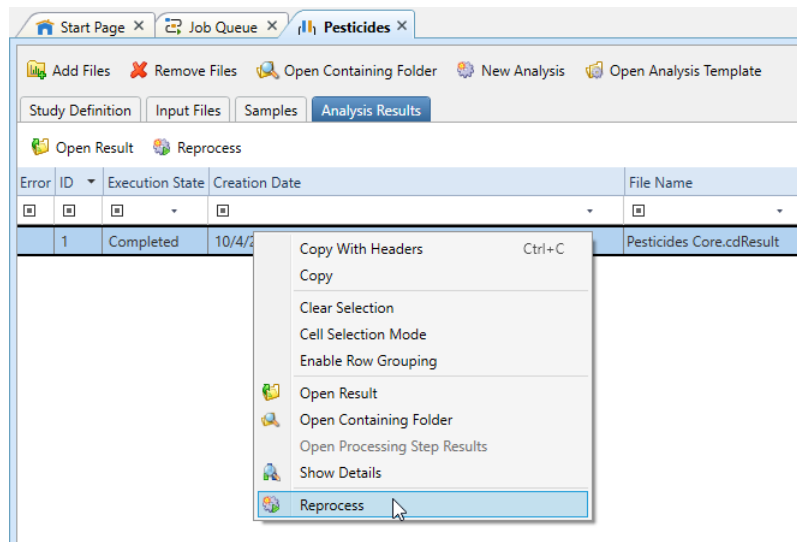 Start Page Job Queue Pesticides
Add Files Remove Files Open Containing Folder New Analysis Open Analysis Template
Study Definition Input Files Samples Analysis Results
Open Result Reprocess
Error ID Execution State Creation Date File Name
1 Completed 10/4/2 Pesticides Core.cdResult
Copy With Headers Ctrl+C
Copy
Clear Selection
Cell Selection Mode
Enable Row Grouping
Open Result
Open Containing Folder
Open Processing Step Results
Show Details
Reprocess